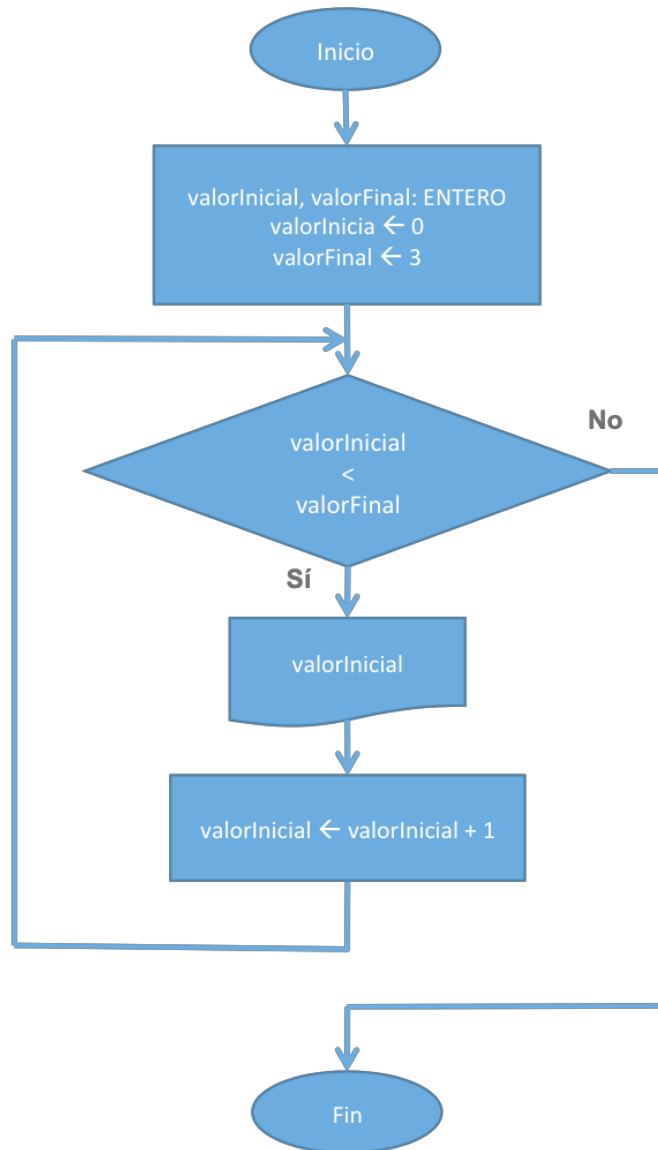 Inicio
valorInicial, valorFinal: ENTERO
valorInicia ← 0
valorFinal ← 3
valorInicial
<
valorFinal
No
Sí
valorInicial
valorInicial ← valorInicial + 1
Fin